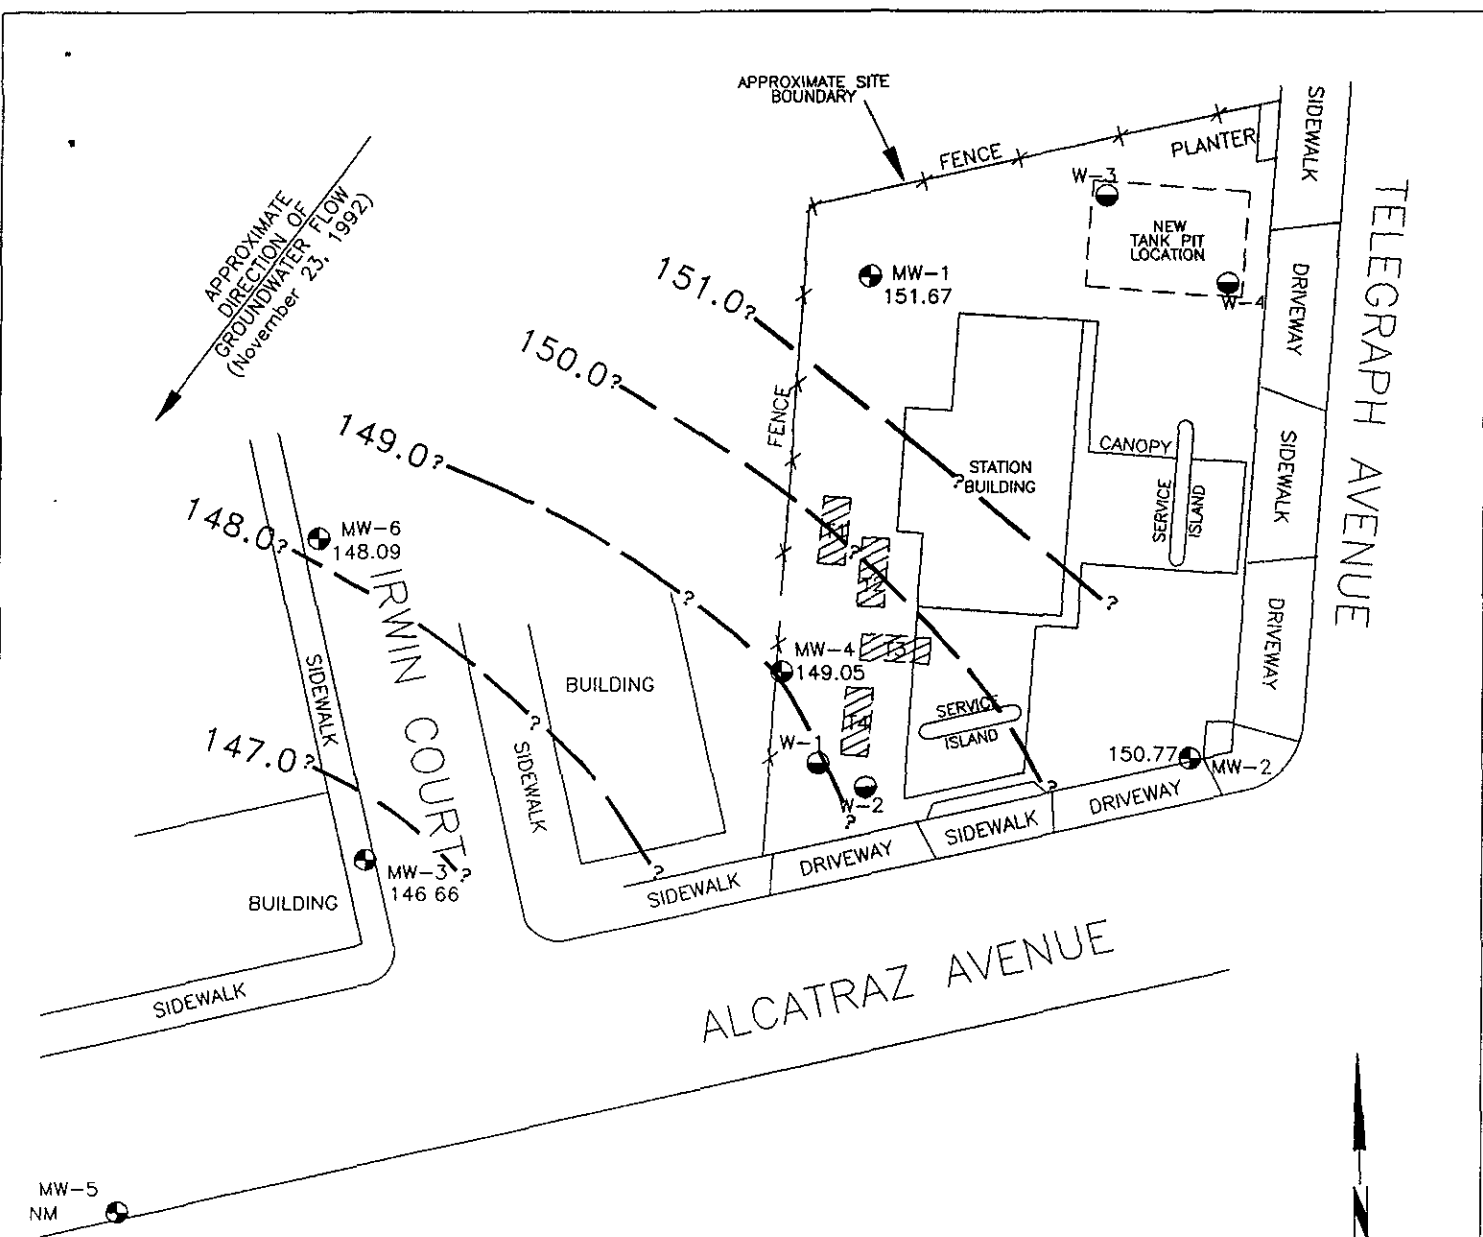 APPROXIMATE SITE
BOUNDARY
FENCE
PLANTER
SIDEWALK
APPROXIMATE
DIRECTION OF
GROUNDWATER FLOW
(November 23, 1992)
W-3
NEW
TANK PIT
LOCATION
W-4
TELEGRAPH AVENUE
DRIVEWAY
MW-1
151.67
151.0?
150.0?
149.0?
148.0?
147.0?
FENCE
STATION
BUILDING
?
CANOPY
SERVICE
ISLAND
SIDEWALK
MW-6
148.09
IRWIN COURT
SIDEWALK
?
?
?
DRIVEWAY
MW-4
149.05
T3
T4
BUILDING
SERVICE
ISLAND
?
SIDEWALK
W-1
W-2
?
150.77
MW-2
?
DRIVEWAY
SIDEWALK
DRIVEWAY
?
SIDEWALK
MW-3
146 66
?
BUILDING
SIDEWALK
ALCATRAZ AVENUE
MW-5
NM
N